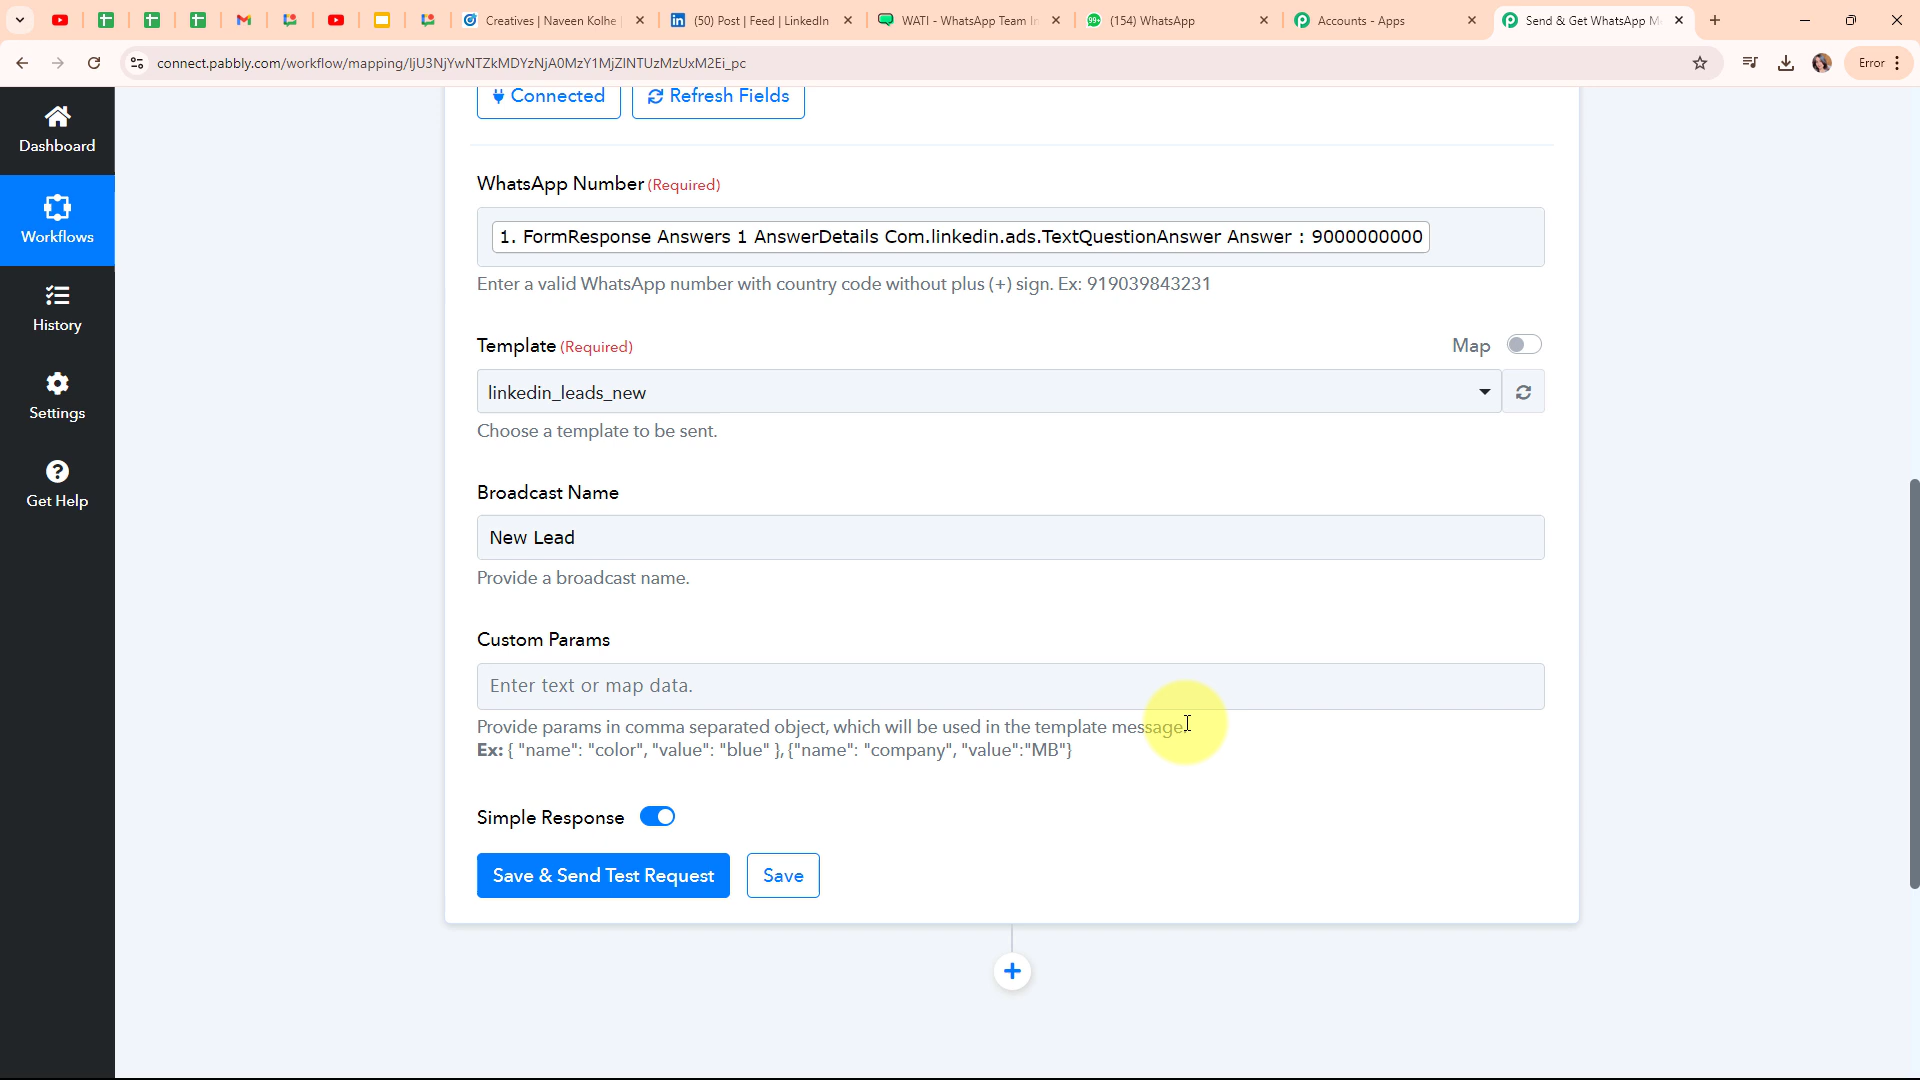 Creatives | Naveen Kolhe
(50) Post | Feed | LinkedIn
WATI - WhatsApp Team In
(154) WhatsApp
Accounts - Apps
Send & Get WhatsApp M
connect.pabbly.com/workflow/mapping/IjU3NjYwNTZkMDYzNjA0MzY1MjZlNTUzMzUxM2Ei_pc
Error
Dashboard
Workflows
History
Settings
Get Help
Connected
Refresh Fields
WhatsApp Number (Required)
1. FormResponse Answers 1 AnswerDetails Com.linkedin.ads.TextQuestionAnswer Answer : 9000000000
Enter a valid WhatsApp number with country code without plus (+) sign. Ex: 919039843231
Template (Required)
Map
linkedin_leads_new
Choose a template to be sent.
Broadcast Name
New Lead
Provide a broadcast name.
Custom Params
Enter text or map data.
Provide params in comma separated object, which will be used in the template message.
Ex: { "name": "color", "value": "blue" }, {"name": "company", "value":"MB"}
Simple Response
Save & Send Test Request
Save